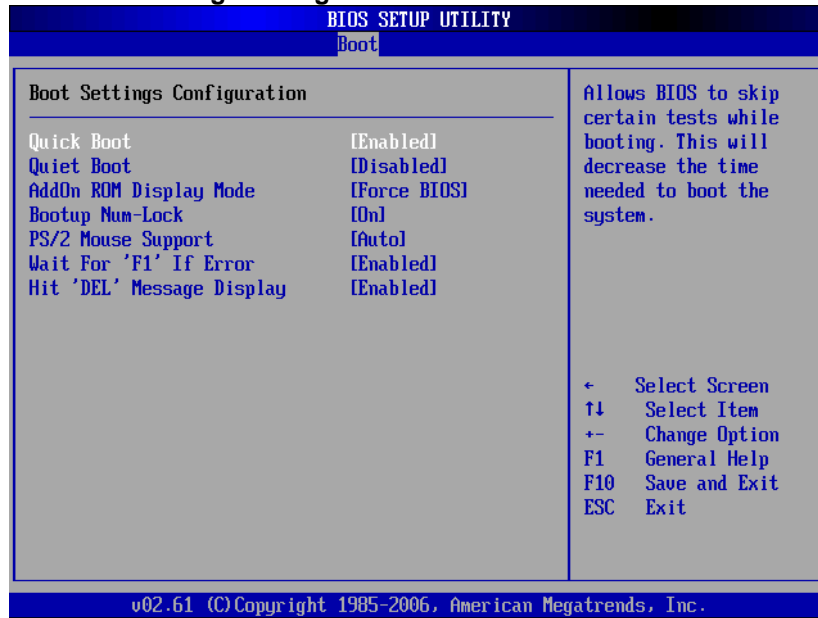 BIOS SETUP UTILITY
Boot
Boot Settings Configuration
Quick Boot [Enabled]
Quiet Boot [Disabled]
AddOn ROM Display Mode [Force BIOS]
Bootup Num-Lock [On]
PS/2 Mouse Support [Auto]
Wait For 'F1' If Error [Enabled]
Hit 'DEL' Message Display [Enabled]
Allows BIOS to skip
certain tests while
booting. This will
decrease the time
needed to boot the
system.
← Select Screen
↑↓ Select Item
+- Change Option
F1 General Help
F10 Save and Exit
ESC Exit
v02.61 (C)Copyright 1985-2006, American Megatrends, Inc.